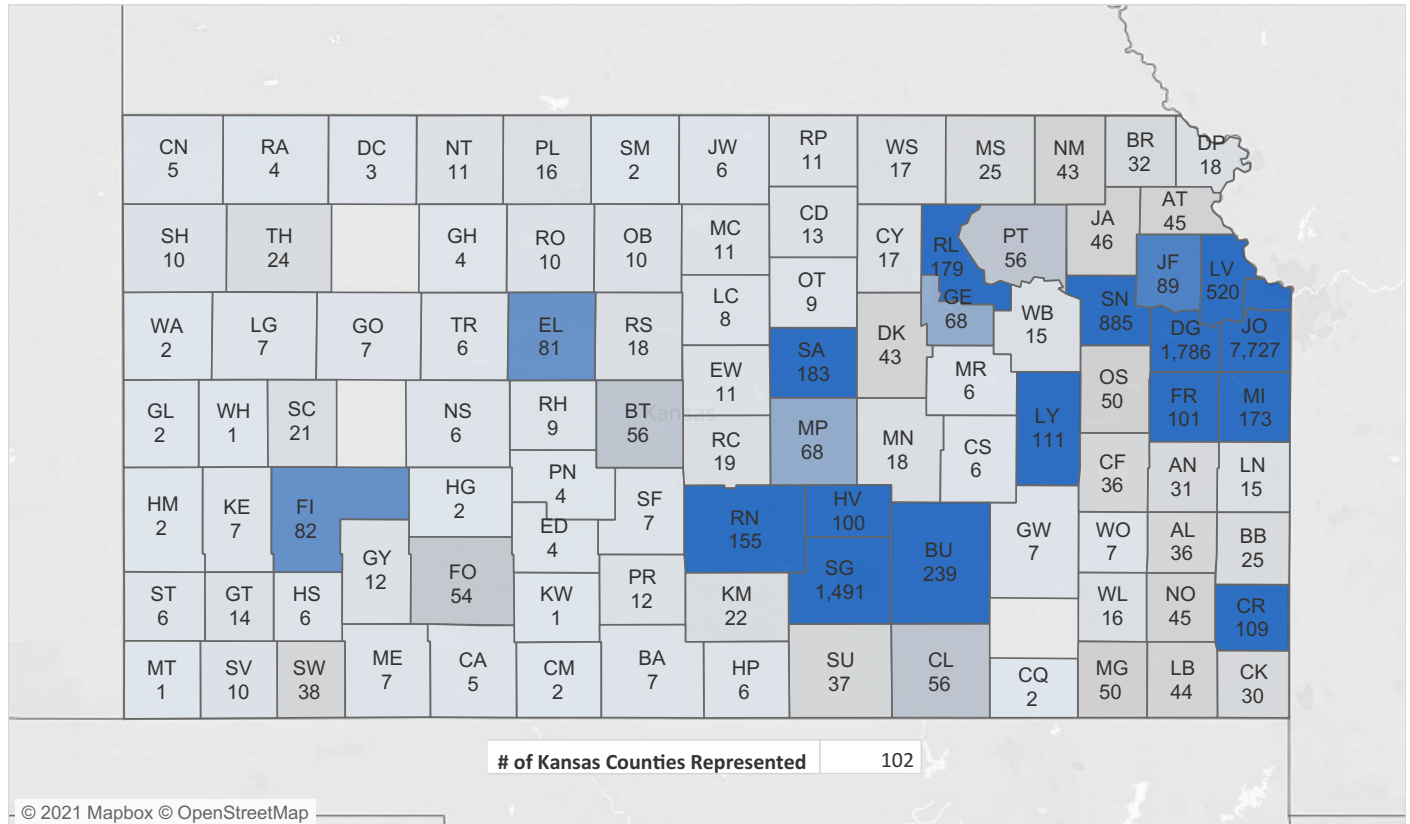 CN
5
RA
4
DC
3
NT
11
PL
16
SM
2
JW
6
RP
11
WS
17
MS
25
NM
43
BR
32
DP
18
SH
10
TH
24
GH
4
RO
10
OB
10
MC
11
CD
13
CY
17
RL
179
PT
56
JA
46
AT
45
JF
89
LV
520
WA
2
LG
7
GO
7
TR
6
EL
81
RS
18
LC
8
OT
9
SA
183
DK
43
GE
68
WB
15
SN
885
DG
1,786
JO
7,727
GL
2
WH
1
SC
21
NS
6
RH
9
BT
56
Kansas
EW
11
RC
19
MP
68
MN
18
MR
6
CS
6
LY
111
OS
50
FR
101
MI
173
HM
2
KE
7
FI
82
HG
2
PN
4
ED
4
SF
7
RN
155
HV
100
SG
1,491
BU
239
GW
7
CF
36
AN
31
LN
15
WO
7
AL
36
BB
25
ST
6
GT
14
HS
6
GY
12
FO
54
KW
1
PR
12
KM
22
WL
16
NO
45
CR
109
MT
1
SV
10
SW
38
ME
7
CA
5
CM
2
BA
7
HP
6
SU
37
CL
56
CQ
2
MG
50
LB
44
CK
30
# of Kansas Counties Represented 102
© 2021 Mapbox © OpenStreetMap